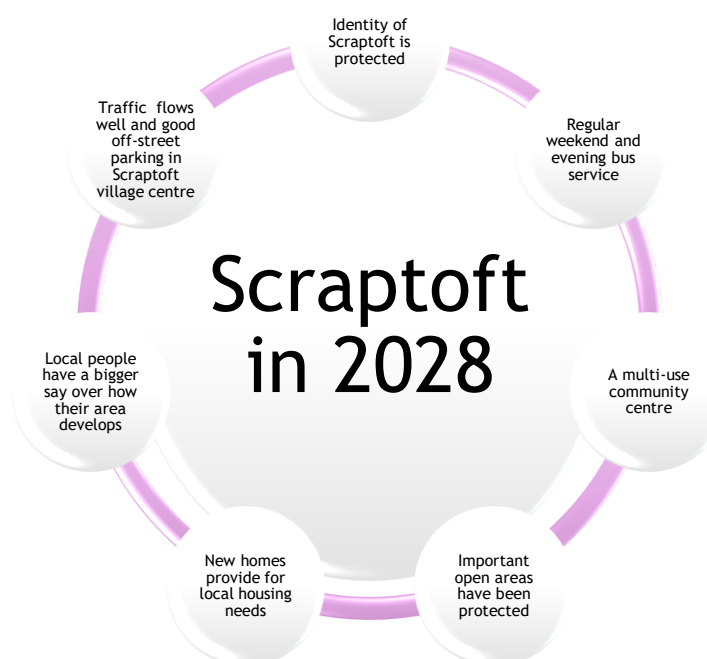 Identity of
Scraptoft is
protected
Regular
weekend and
evening bus
service
A multi-use
community
centre
Important
open areas
have been
protected
New homes
provide for
local housing
needs
Local people
have a bigger
say over how
their area
develops
Traffic flows
well and good
off-street
parking in
Scraptoft
village centre
Scraptoft
in 2028